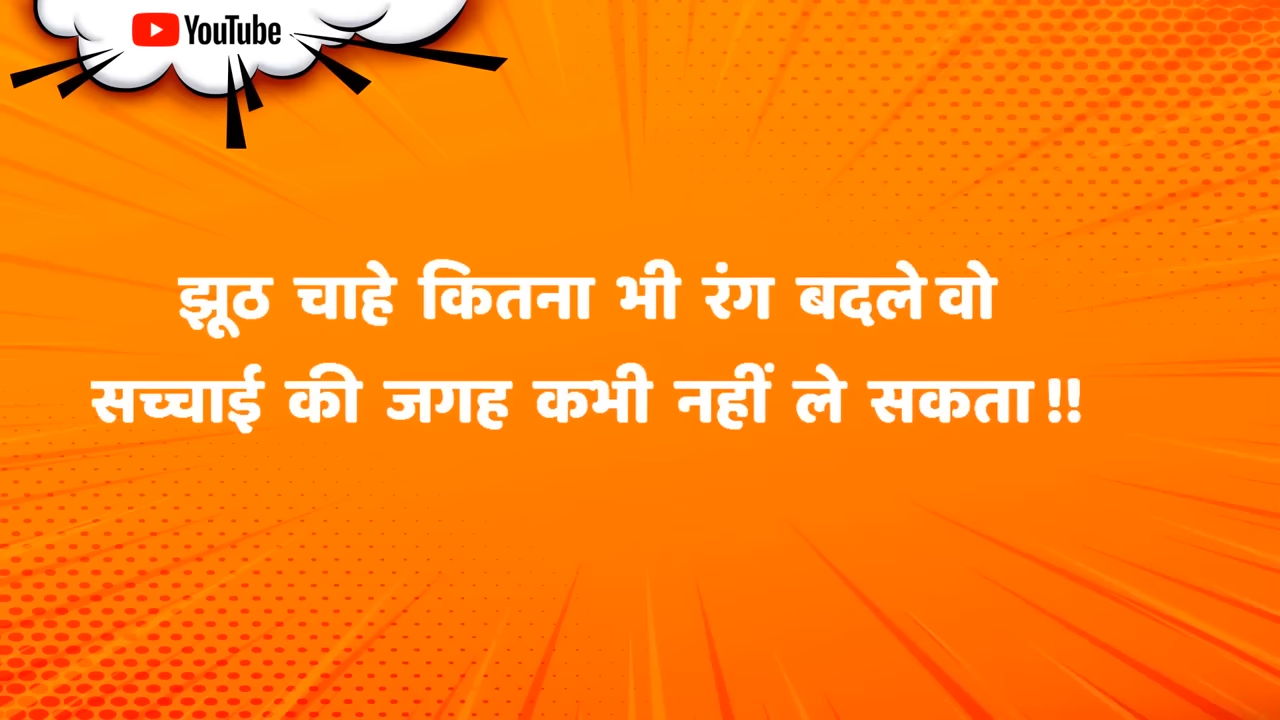 YouTube
झूठ चाहे कितना भी रंग बदले वो
सच्चाई की जगह कभी नहीं ले सकता !!